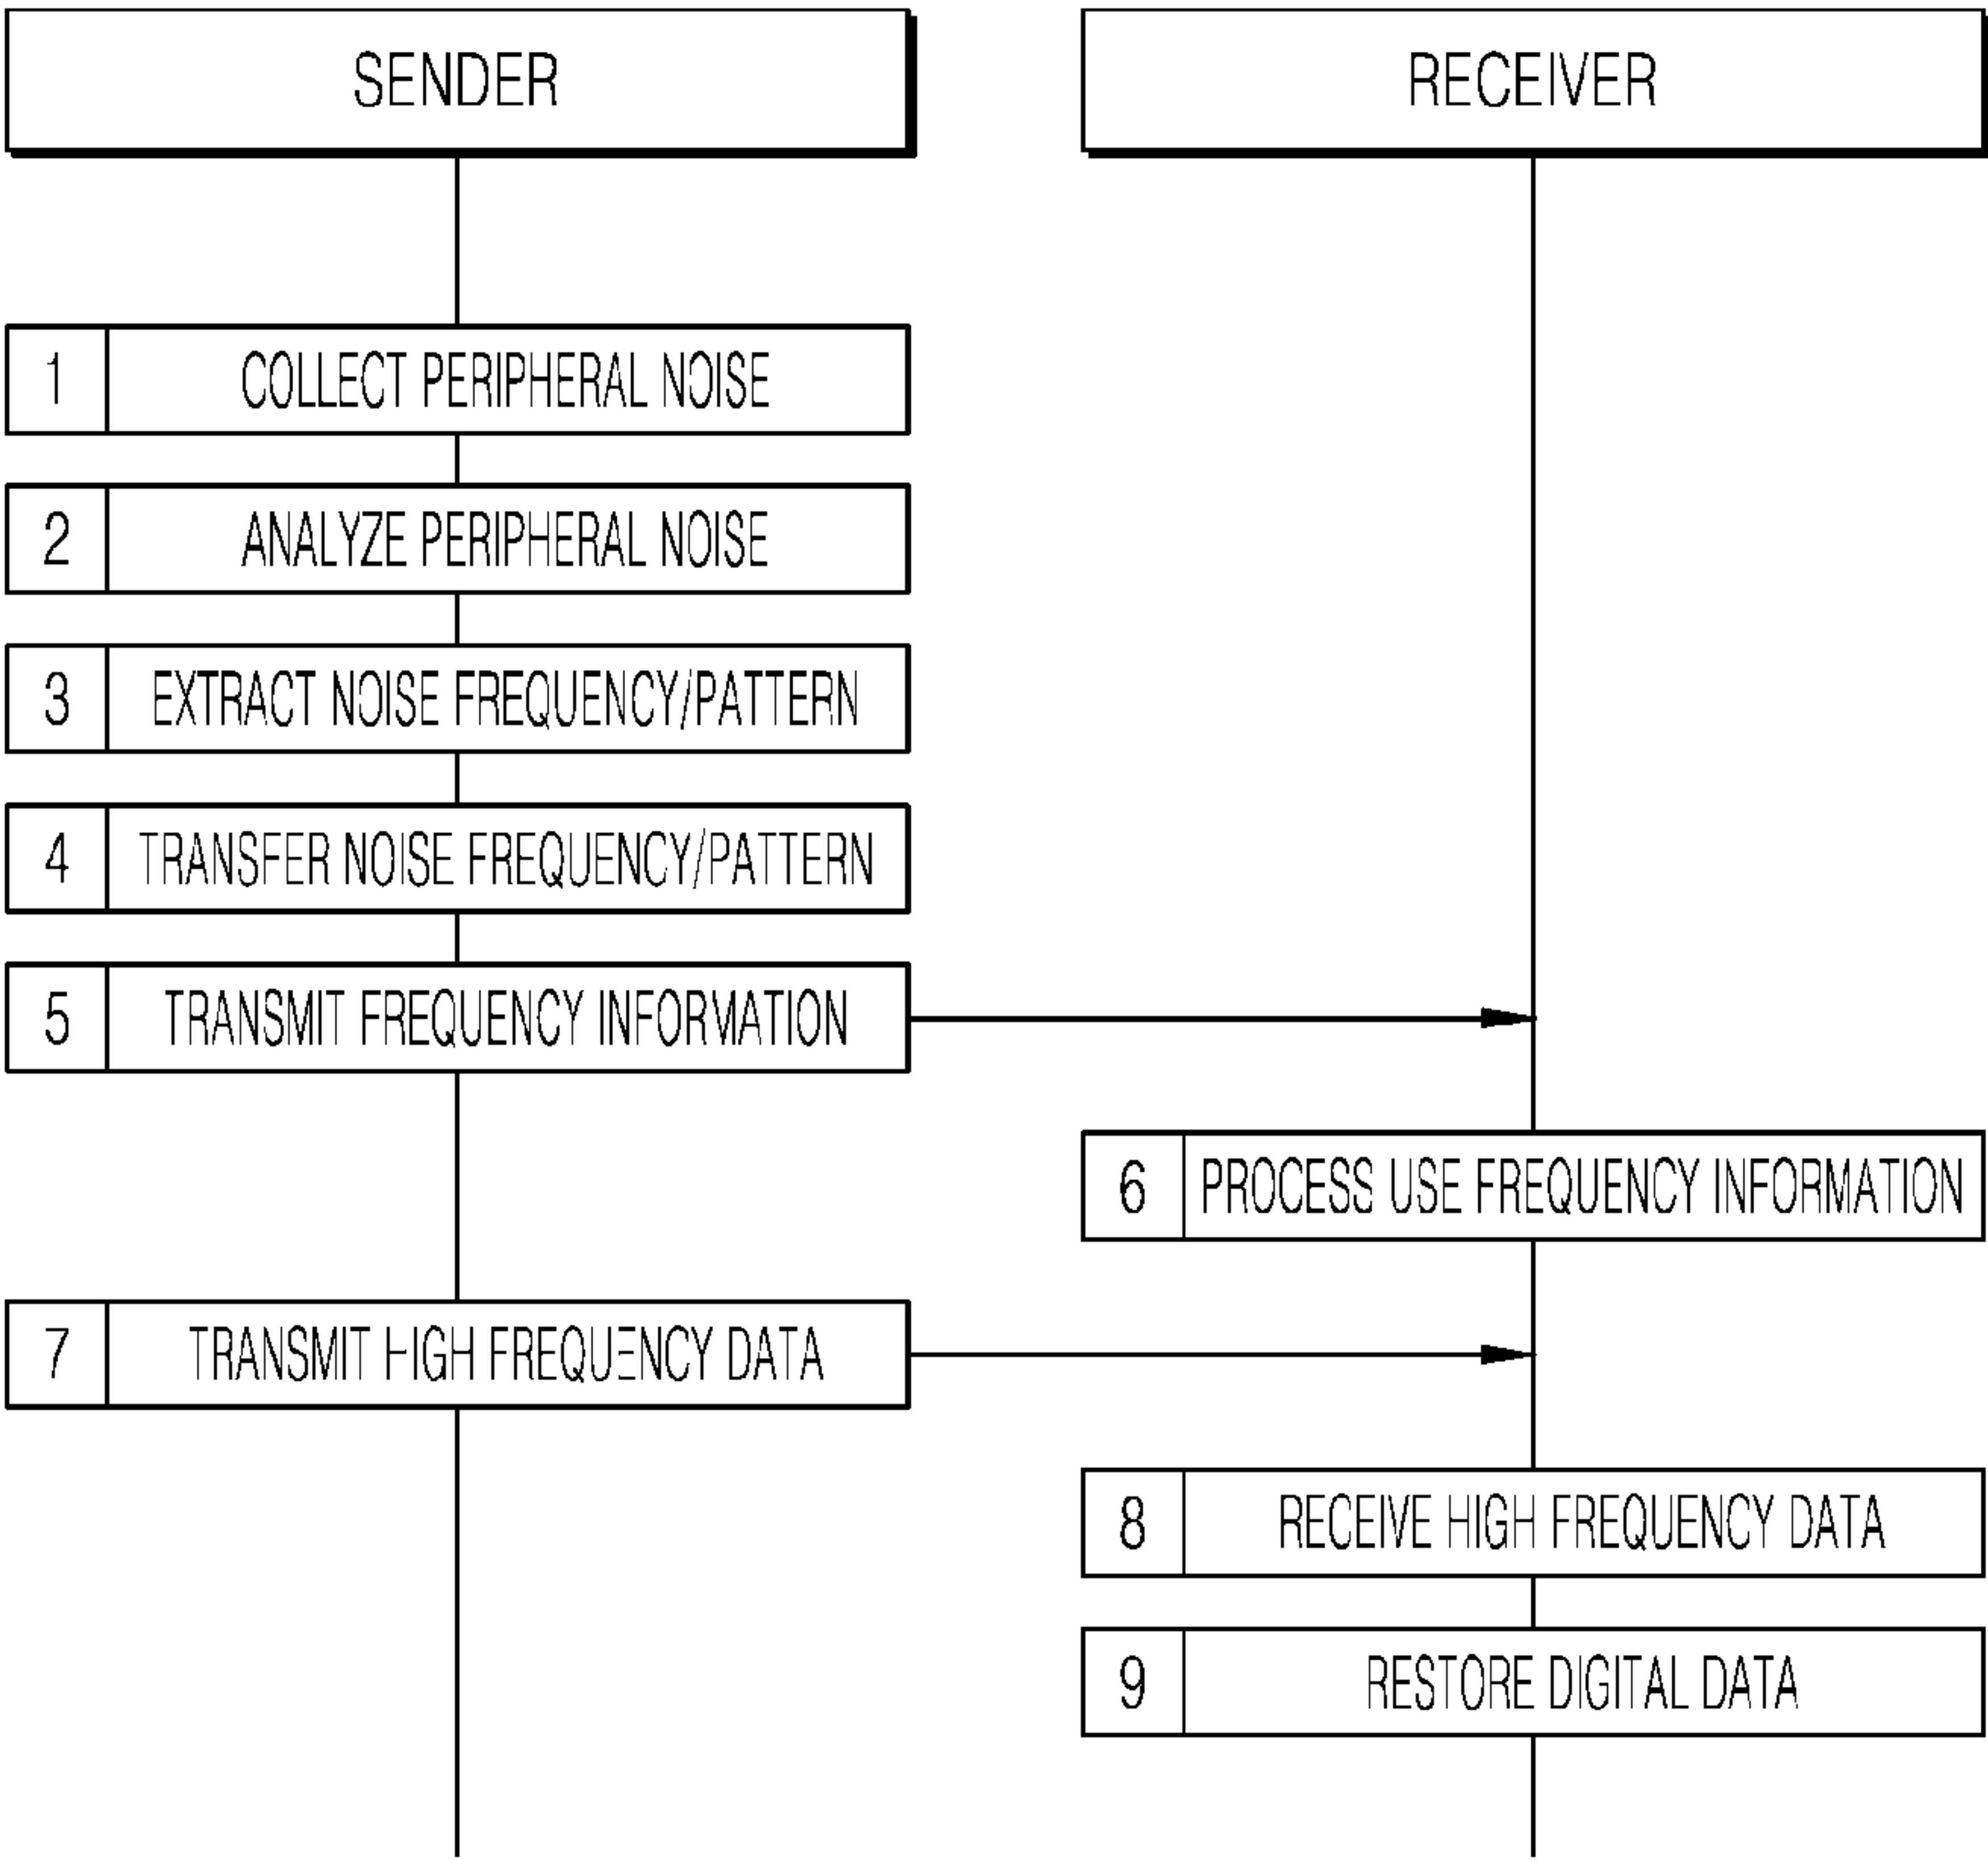 SENDER
RECEIVER
1 COLLECT PERIPHERAL NOISE
2 ANALYZE PERIPHERAL NOISE
3 EXTRACT NOISE FREQUENCY/PATTERN
4 TRANSFER NOISE FREQUENCY/PATTERN
5 TRANSMIT FREQUENCY INFORMATION
6 PROCESS USE FREQUENCY INFORMATION
7 TRANSMIT HIGH FREQUENCY DATA
8 RECEIVE HIGH FREQUENCY DATA
9 RESTORE DIGITAL DATA